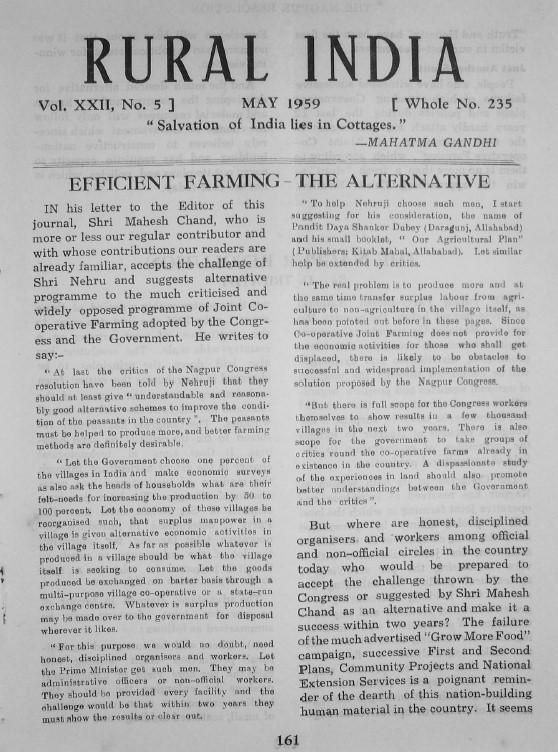 RURAL INDIA
Vol. XXII, No. 5 ] MAY 1959 [ Whole No. 235
" Salvation of India lies in Cottages. "
—MAHATMA GANDHI
EFFICIENT FARMING – THE ALTERNATIVE
IN his letter to the Editor of this
journal, Shri Mahesh Chand, who is
more or less our regular contributor and
with whose contributions our readers are
already familiar, accepts the challenge of
Shri Nehru and suggests alternative
programme to the much criticised and
widely opposed programme of Joint Co-
operative Farming adopted by the Congr-
ess and the Government. He writes to
say:–
" At last the critics of the Nagpur Congress
resolution have been told by Nehruji that they
should at least give " understandable and reasona-
bly good alternative schemes to improve the condi-
tion of the peasants in the country ". The peasants
must be helped to produce more, and better farming
methods are definitely desirable.
" Let the Government choose one percent of
the villages in India and make economic surveys
as also ask the heads of households what are their
felt-needs for increasing the production by 50 to
100 percent. Let the economy of these villages be
reorganised such, that surplus manpower in a
village is given alternative economic activities in
the village itself. As far as possible whatever is
produced in a village should be what the village
itself is seeking to consume. Let the goods
produced be exchanged on barter basis through a
multi-purpose village co-operative or a state-run
exchange centre. Whatever is surplus production
may be made over to the government for disposal
wherever it likes.
" For this purpose we would no doubt, need
honest, disciplined organisers and workers. Let
the Prime Minister get such men. They may be
administrative officers or non-official workers.
They should be provided every facility and the
challenge would be that within two years they
must show the results or clear out.
" To help Nehruji choose such men, I start
suggesting for his consideration, the name of
Pandit Daya Shanker Dubey (Daragunj, Allahabad)
and his small booklet, " Our Agricultural Plan"
( Publishers: Kitab Mahal, Allahabad). Let similar
help be extended by critics.
" The real problem is to produce more and at
the same time transfer surplus labour from agri-
culture to non-agriculture in the village itself, as
has been pointed out before in these pages. Since
Co-operative Joint Farming does not provide for
the economic activities for those who shall get
displaced, there is likely to be obstacles to
successful and widespread implementation of the
solution proposed by the Nagpur Congress.
"But there is full scope for the Congress workers
themselves to show results in a few thousand
villages in the next two years. There is also
scope for the government to take groups of
critics round the co-operative farms already in
existence in the country. A dispassionate study
of the experiences in land should also promote
better understandings between the Government
and the critics ".
But where are honest, disciplined
organisers and workers among official
and non-official circles in the country
today who would be prepared to
accept the challenge thrown by the
Congress or suggested by Shri Mahesh
Chand as an alternative and make it a
success within two years? The failure
of the much advertised "Grow More Food"
campaign, successive First and Second
Plans, Community Projects and National
Extension Services is a poignant remin-
der of the dearth of this nation-building
human material in the country. It seems
161